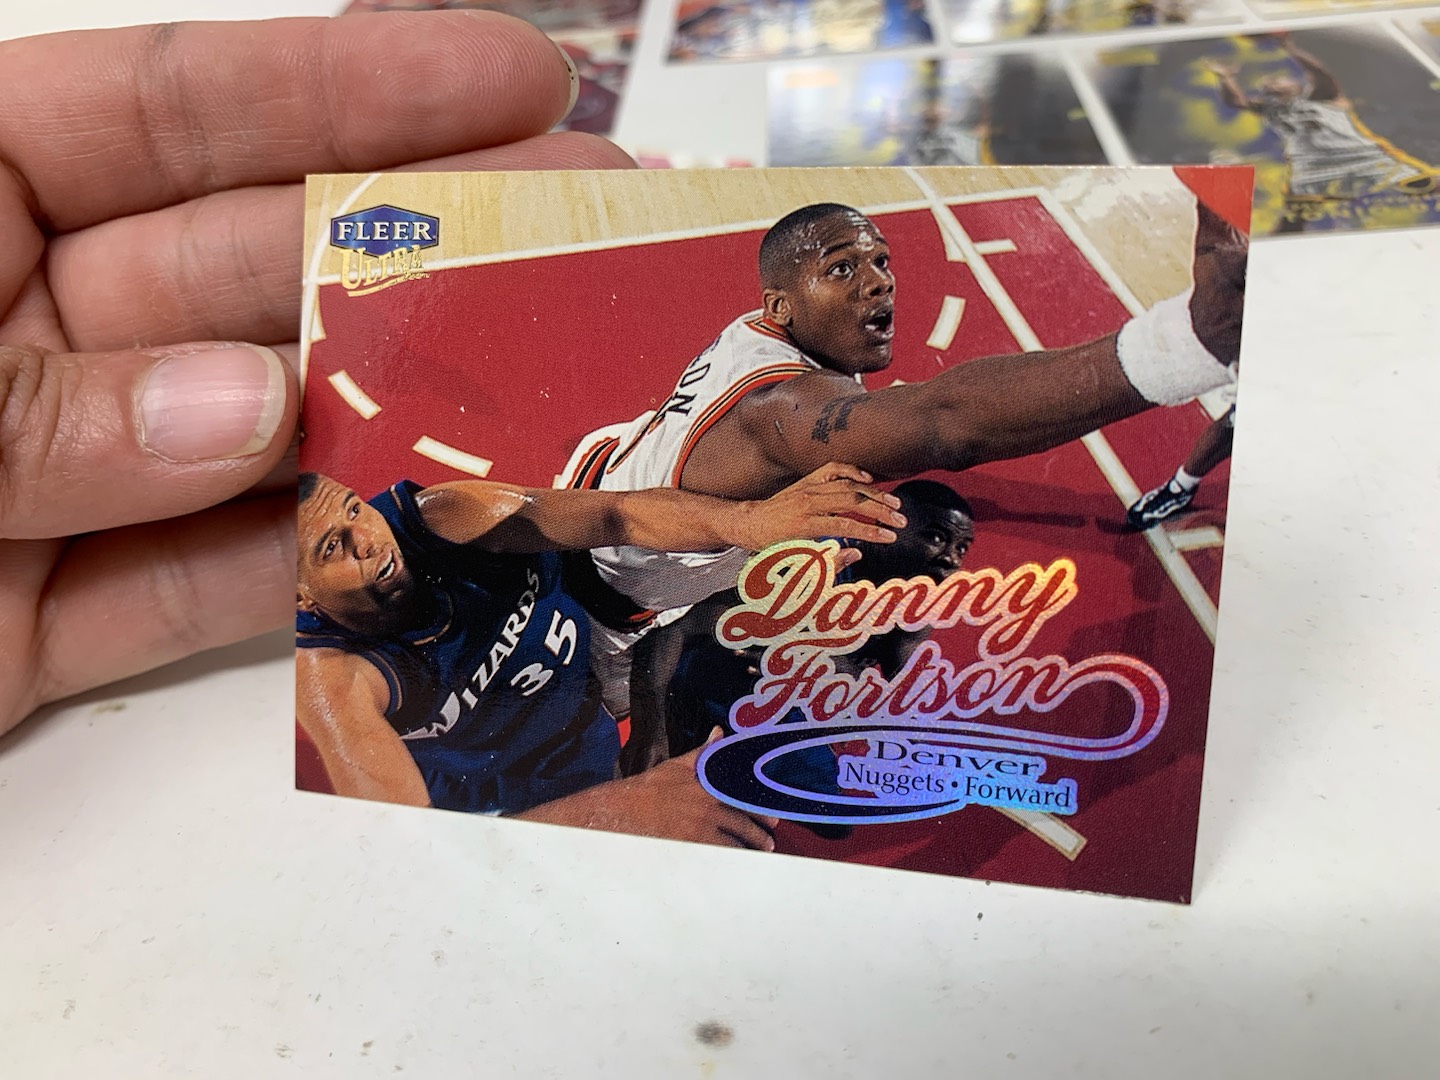 FLEER
ULTRA
WIZARDS
35
Danny
Fortson
Denver
Nuggets • Forward